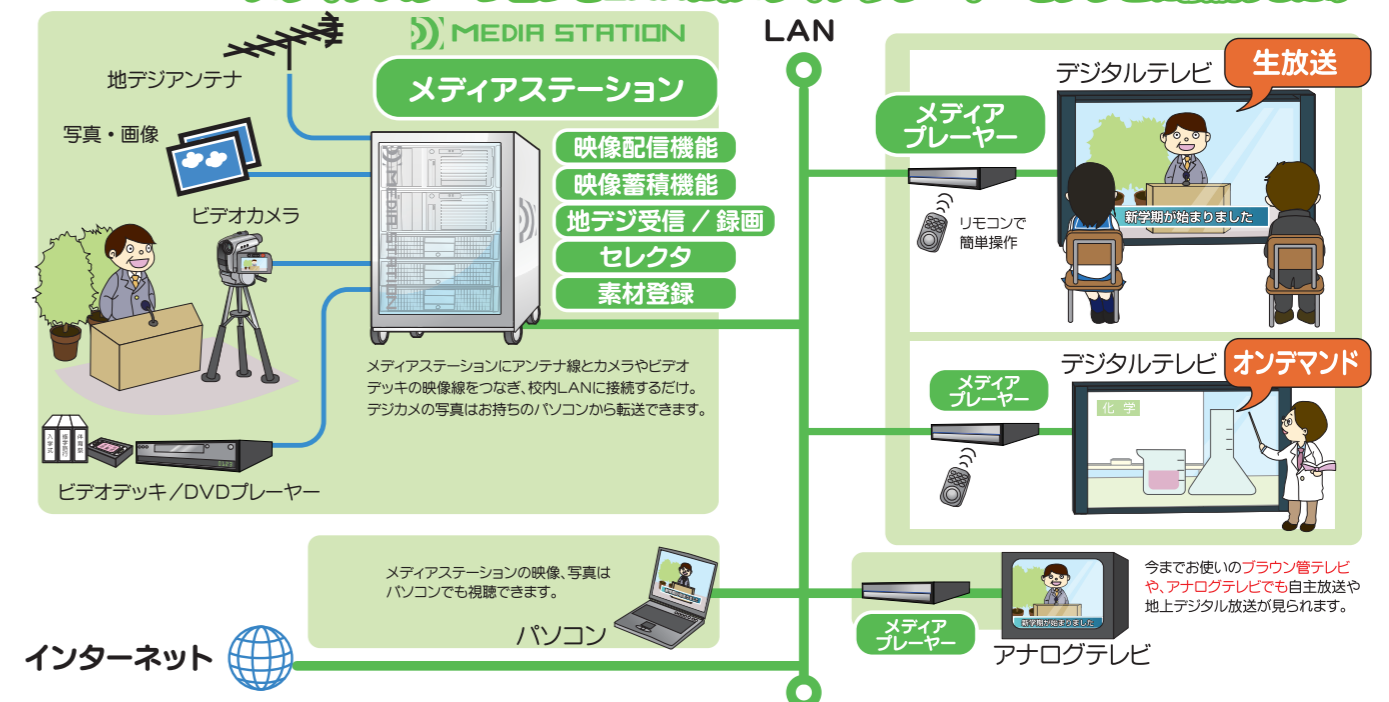 MEDIA STATION
メディアステーション
地デジアンテナ
写真・画像
ビデオカメラ
映像配信機能
映像蓄積機能
地デジ受信 / 録画
セレクタ
素材登録
MEDIA STATION
メディアステーションにアンテナ線とカメラやビデオ
デッキの映像線をつなぎ、校内LANに接続するだけ。
デジカメの写真はお持ちのパソコンから転送できます。
入学式
修学旅行
体育祭
ビデオデッキ/DVDプレーヤー
LAN
メディア
プレーヤー
リモコンで
簡単操作
デジタルテレビ
生放送
新学期が始まりました
メディア
プレーヤー
デジタルテレビ
オンデマンド
化 学
メディアステーションの映像、写真は
パソコンでも視聴できます。
パソコン
メディア
プレーヤー
新学期が始まりました
アナログテレビ
今までお使いのブラウン管テレビ
や、アナログテレビでも自主放送や
地上デジタル放送が見られます。
インターネット